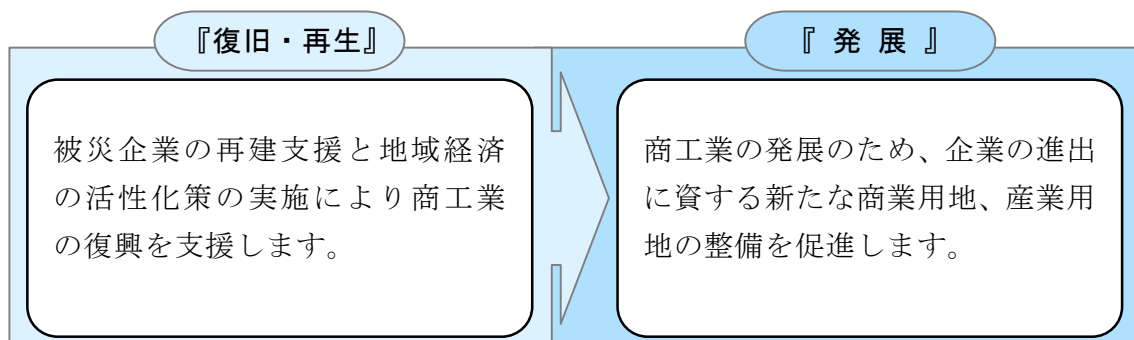 『復旧・再生』
被災企業の再建支援と地域経済
の活性化策の実施により商工業
の復興を支援します。
『 発 展 』
商工業の発展のため、企業の進出
に資する新たな商業用地、産業用
地の整備を促進します。